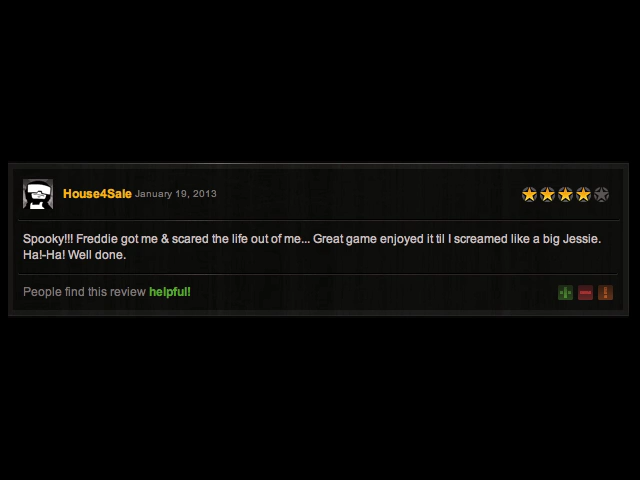 House4Sale January 19, 2013
Spooky!!! Freddie got me & scared the life out of me... Great game enjoyed it til I screamed like a big Jessie.
Ha!-Ha! Well done.
People find this review helpful!